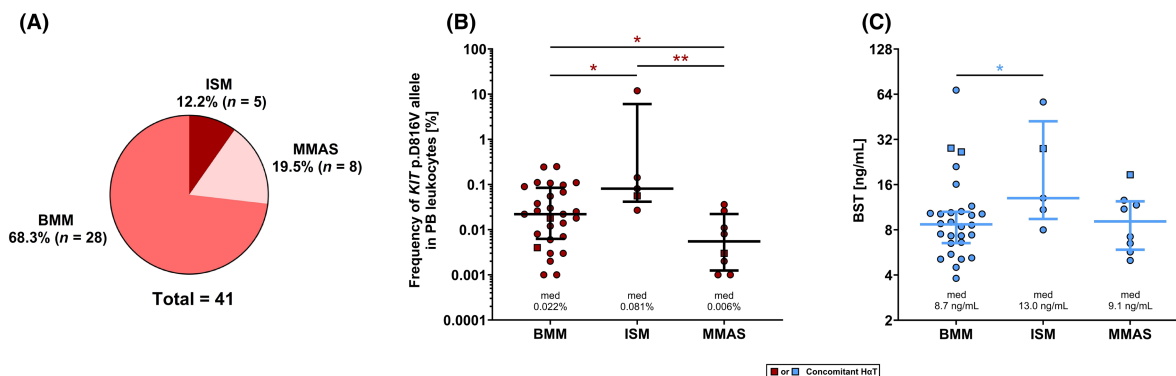 (A)
ISM
12.2% (n = 5)
MMAS
19.5% (n = 8)
BMM
68.3% (n = 28)
Total = 41
(B)
Frequency of KIT p.D816V allele
in PB leukocytes [%]
100
10
1
0.1
0.01
0.001
0.0001
*
*
**
med
0.022%
med
0.081%
med
0.006%
BMM
ISM
MMAS
(C)
BST [ng/mL]
128
64
32
16
8
4
2
*
med
8.7 ng/mL
med
13.0 ng/mL
med
9.1 ng/mL
BMM
ISM
MMAS
or Concomitant HαT